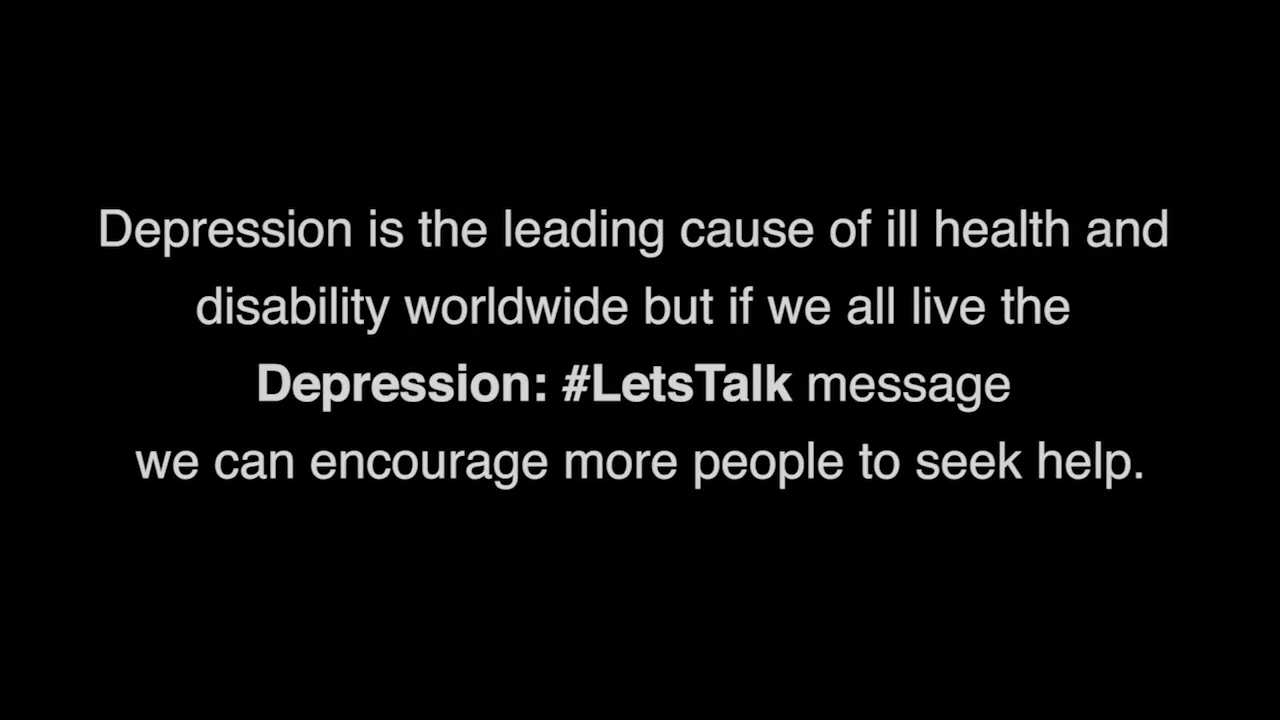 Depression is the leading cause of ill health and
disability worldwide but if we all live the
Depression: #LetsTalk message
we can encourage more people to seek help.